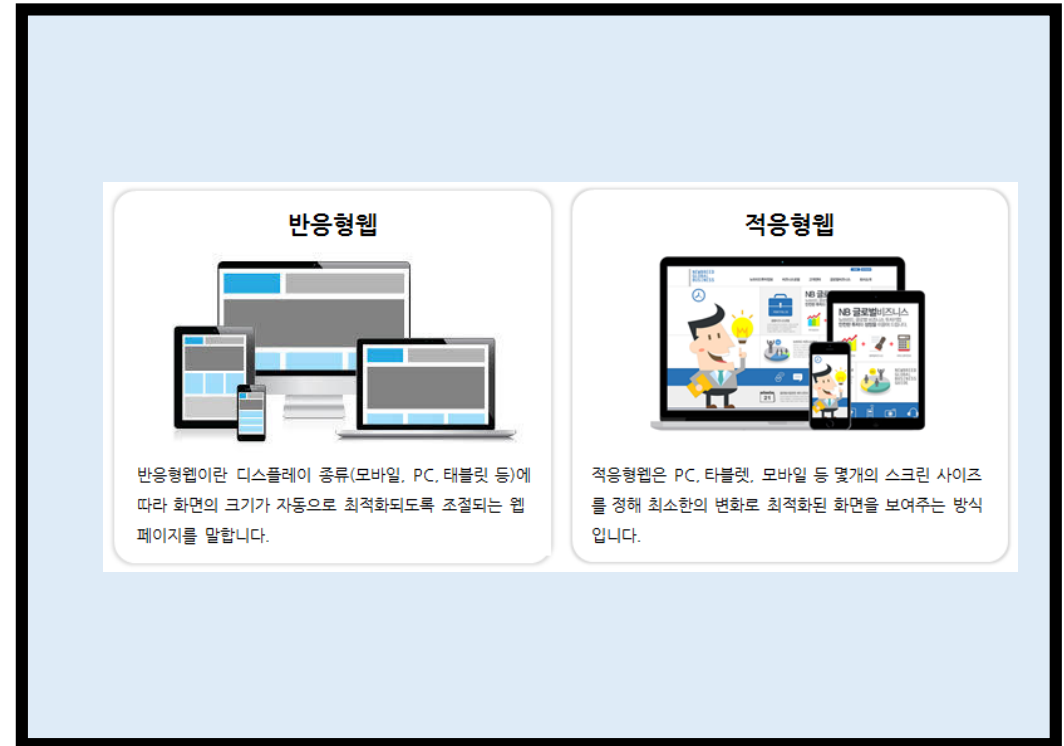 반응형웹
적응형웹
NEWBREED
GLOBAL
BUSINESS
NB 글로벌비즈니스
21
반응형웹이란 디스플레이 종류(모바일, PC, 태블릿 등)에
따라 화면의 크기가 자동으로 최적화되도록 조절되는 웹
페이지를 말합니다.
적응형웹은 PC, 타블렛, 모바일 등 몇개의 스크린 사이즈
를 정해 최소한의 변화로 최적화된 화면을 보여주는 방식
입니다.